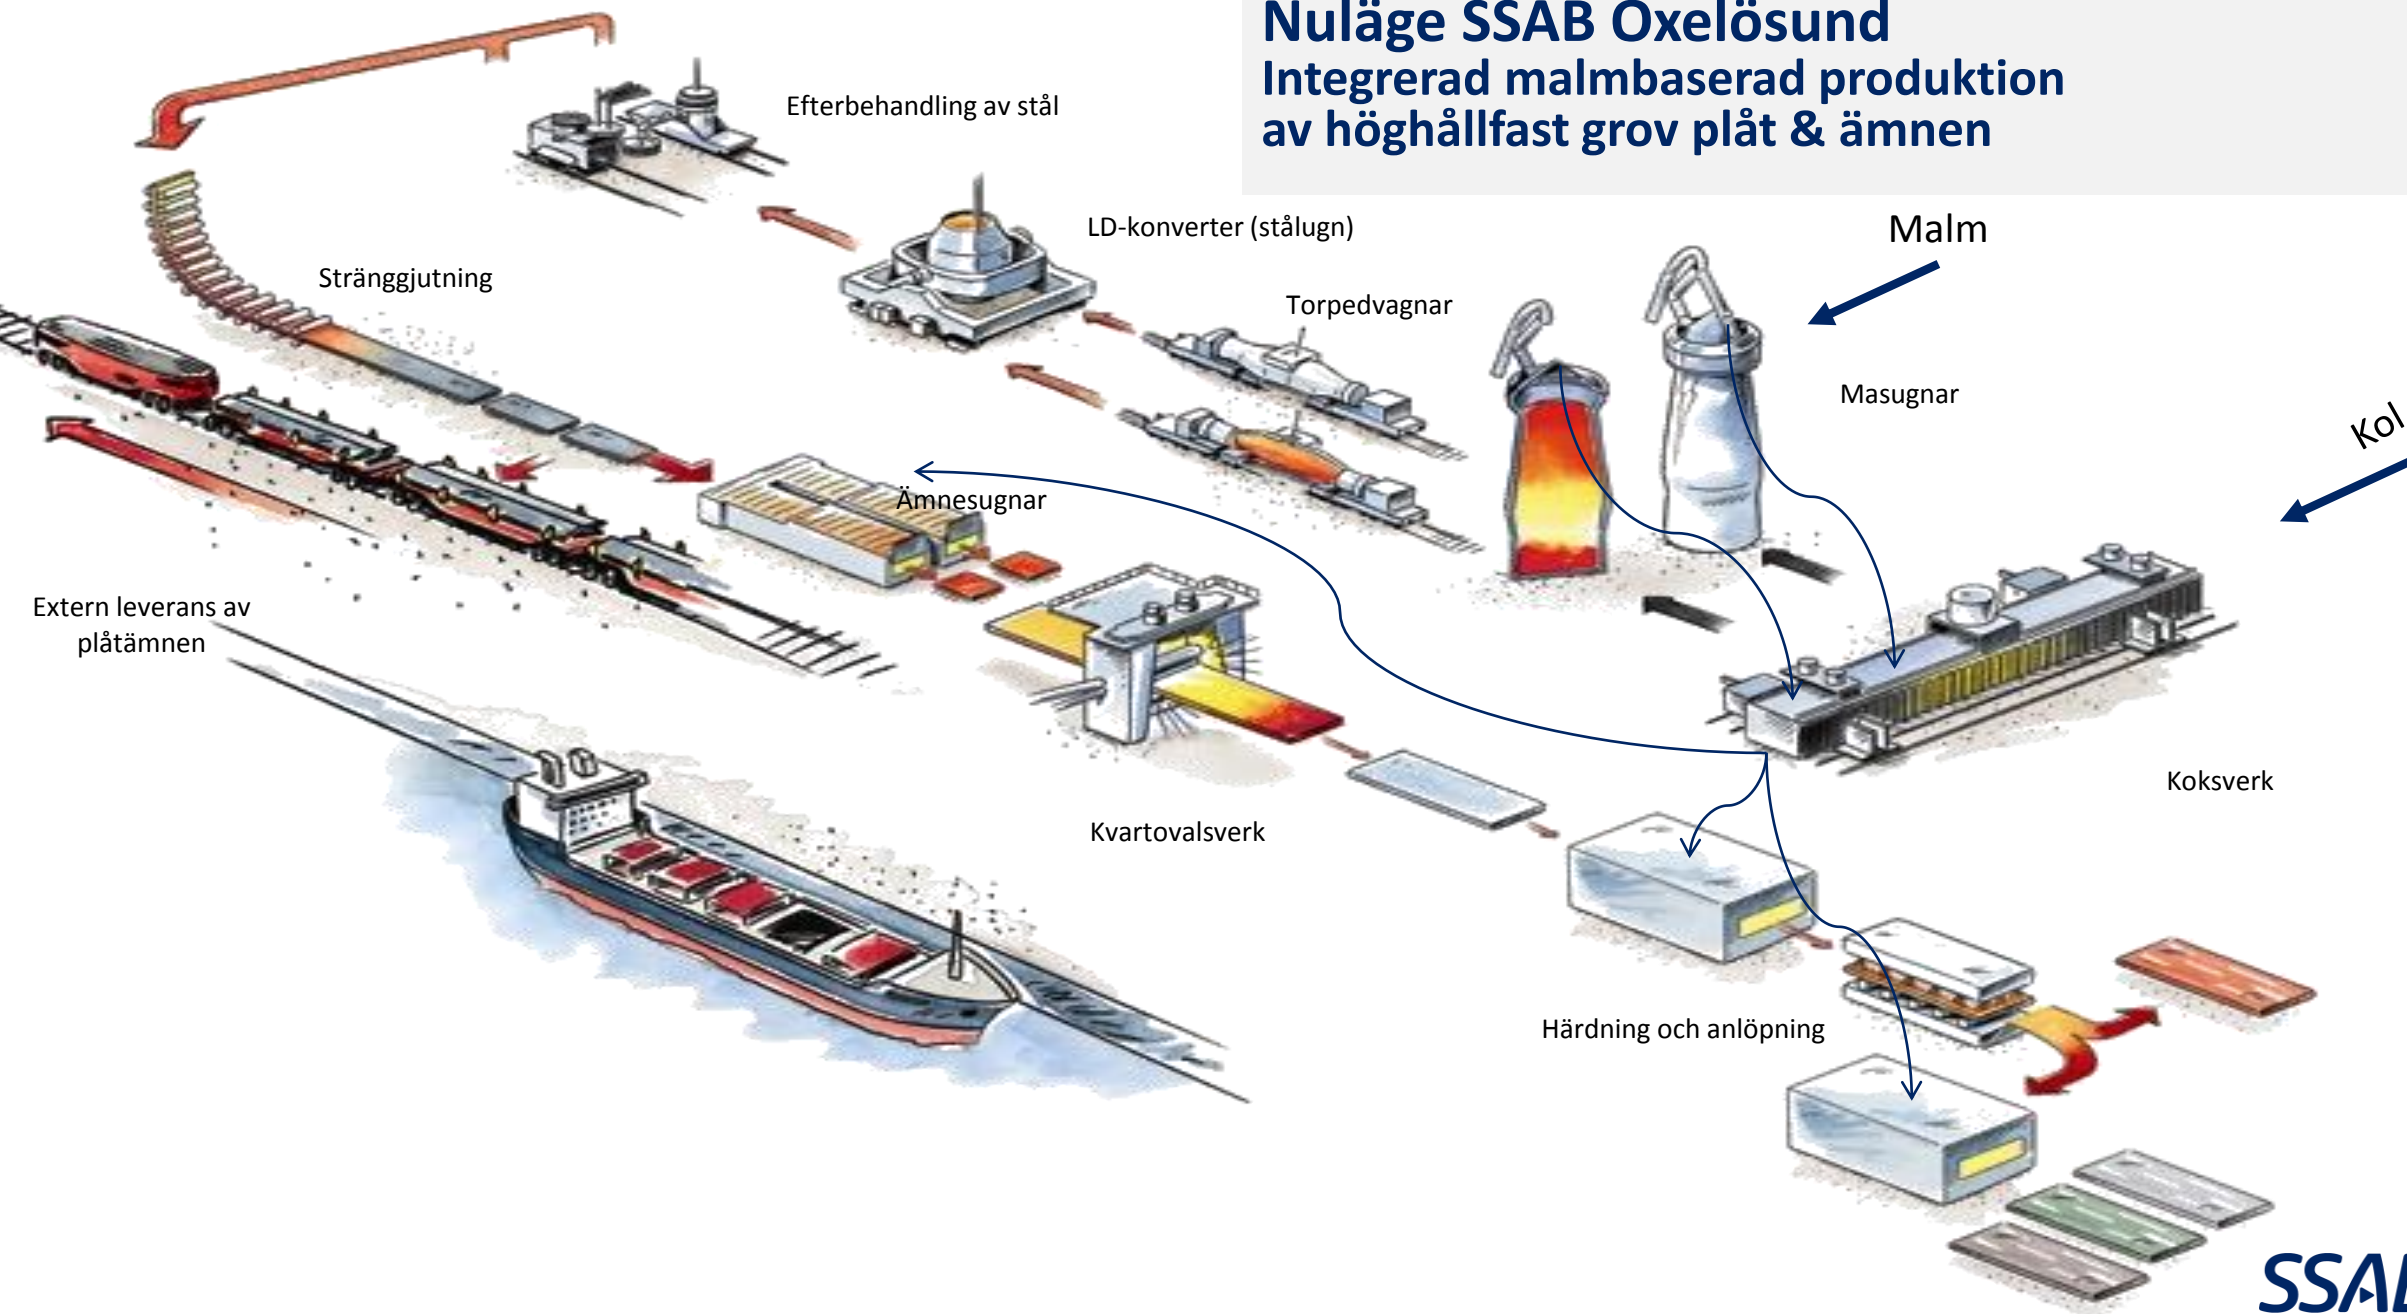 Nuläge SSAB Oxelösund
Integrerad malmbaserad produktion
av höghållfast grov plåt & ämnen
Efterbehandling av stål
LD-konverter (stålugn)
Malm
Stränggjutning
Torpedvagnar
Masugnar
Kol
Ämnesugnar
Extern leverans av
plåtämnen
Koksverk
Kvartovalsverk
Härdning och anlöpning
SSAB